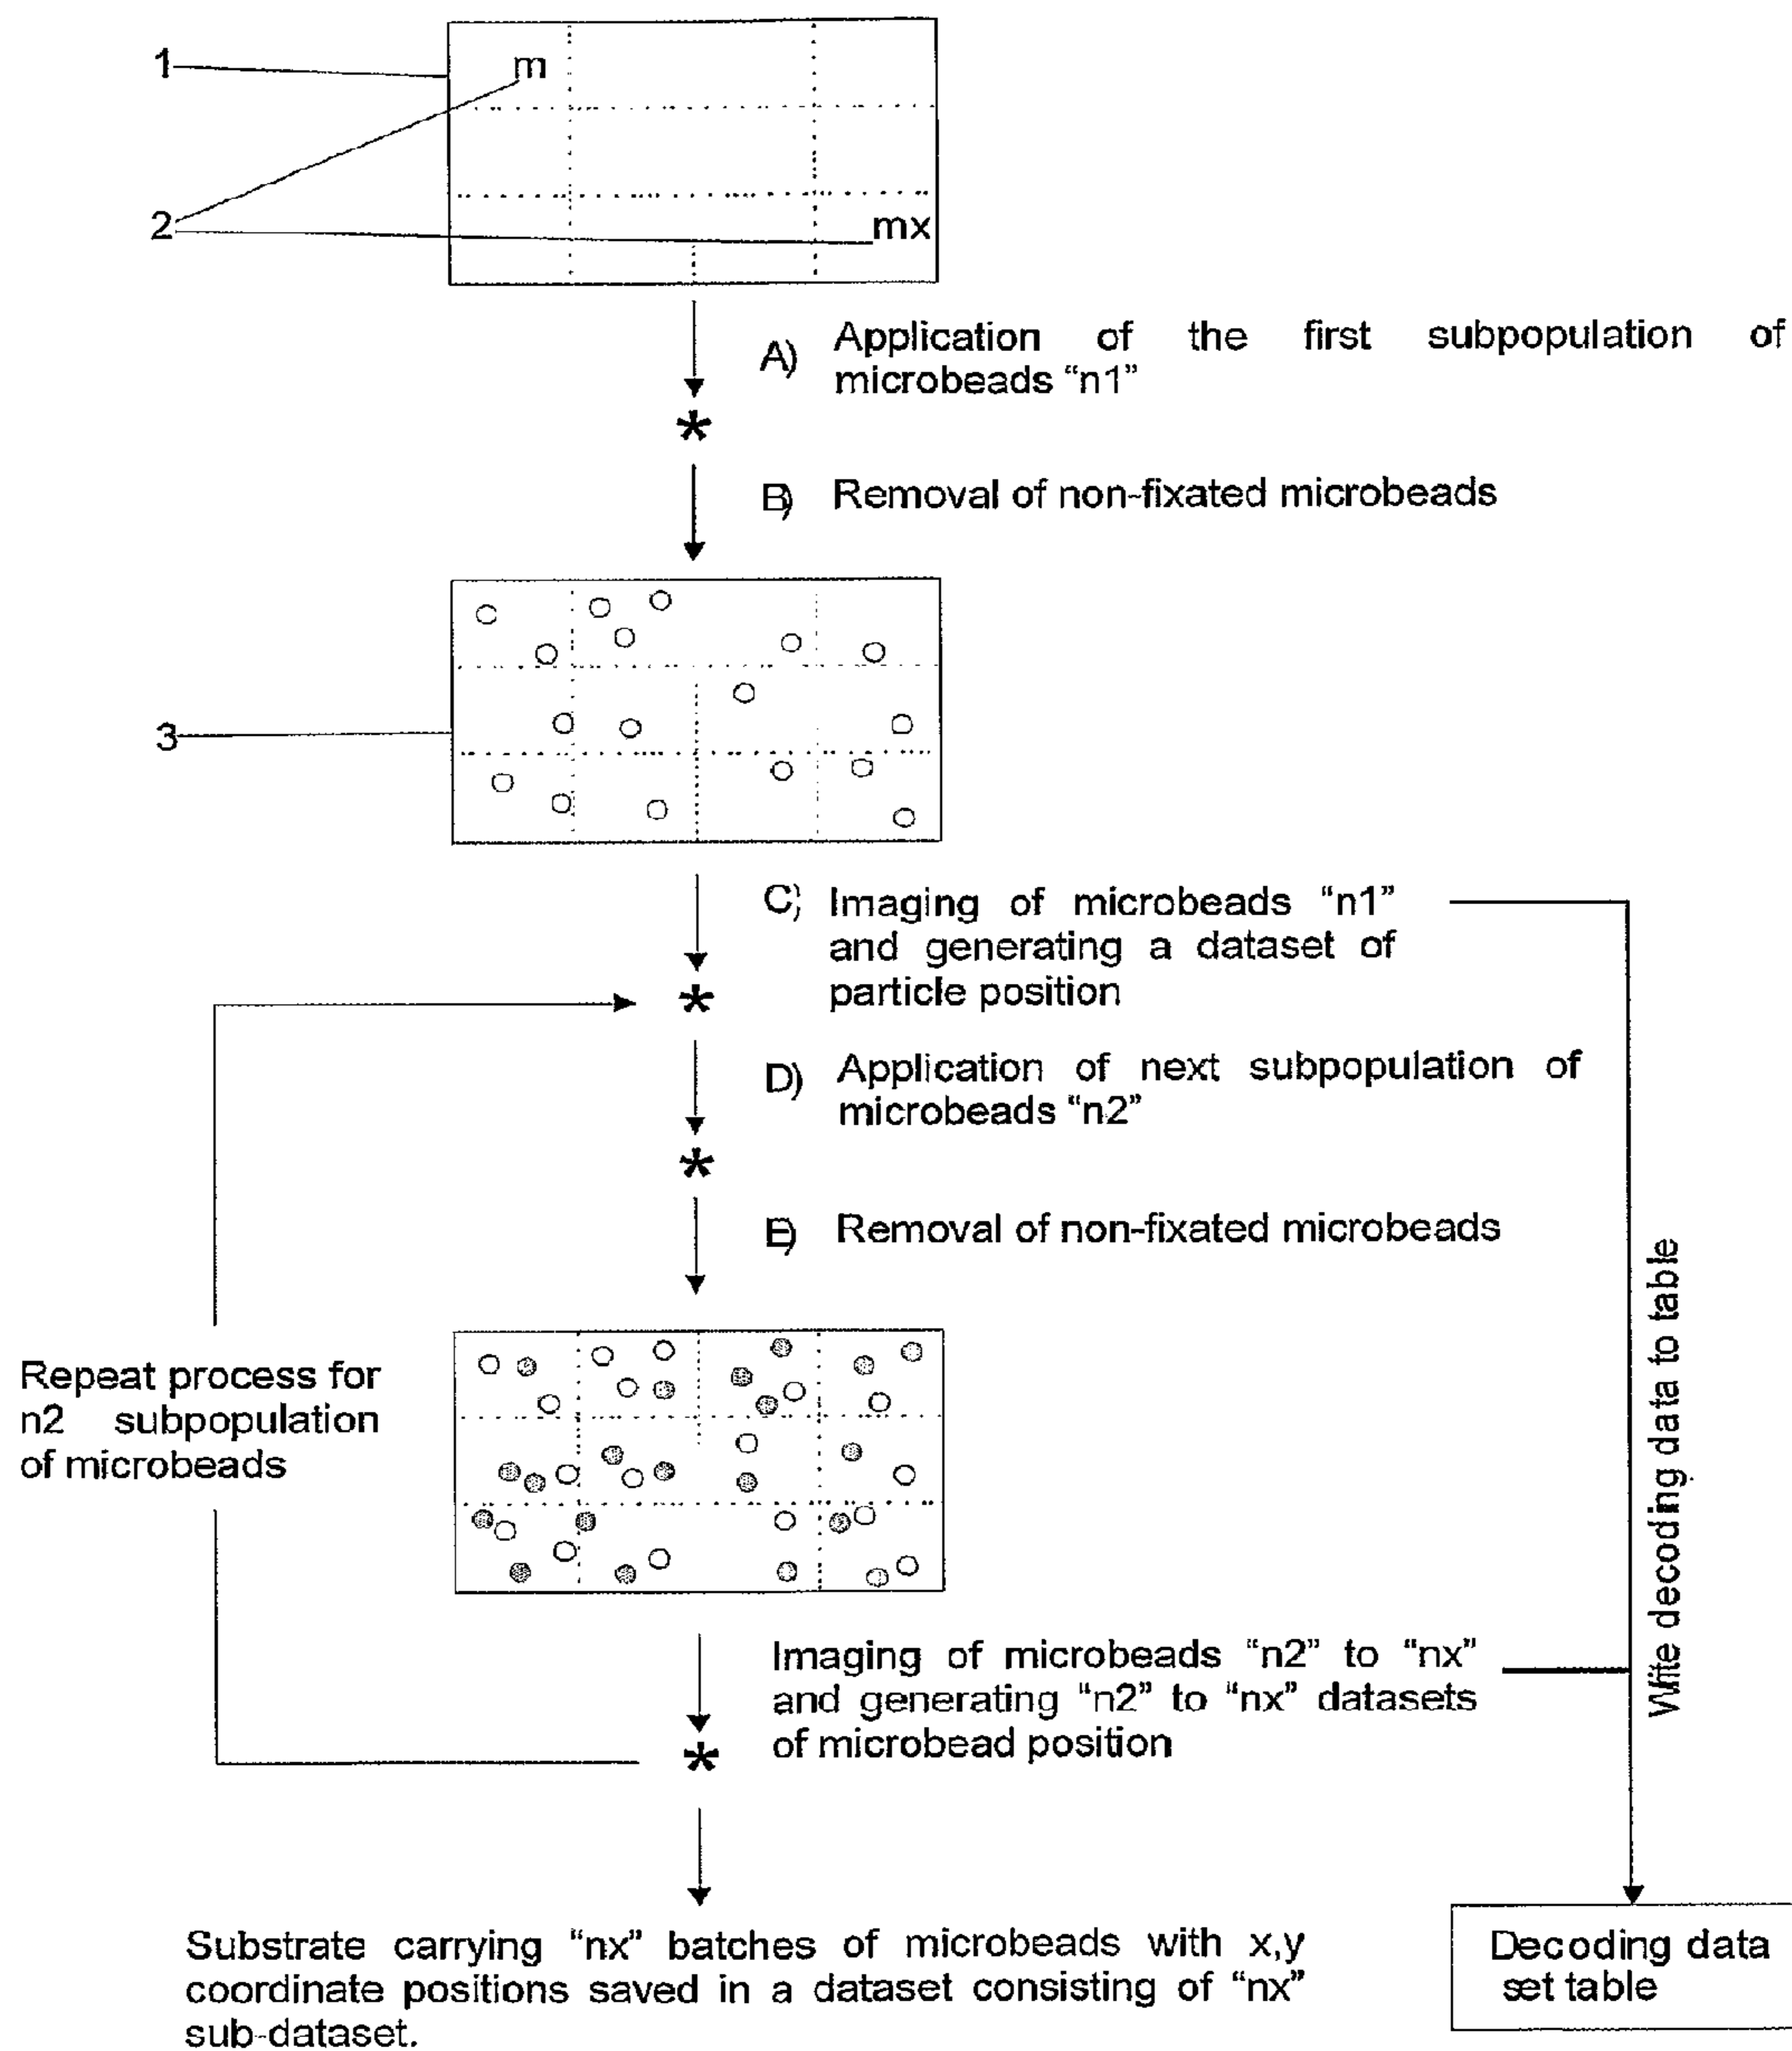 1
m
2
mx
A) Application of the first subpopulation of
microbeads “n1”
*
B) Removal of non-fixated microbeads
3
C) Imaging of microbeads “n1”
and generating a dataset of
particle position
*
D) Application of next subpopulation of
microbeads “n2”
*
E) Removal of non-fixated microbeads
Repeat process for
n2 subpopulation
of microbeads
Write decoding data to table
Imaging of microbeads “n2” to “nx”
and generating “n2” to “nx” datasets
of microbead position
*
Substrate carrying “nx” batches of microbeads with x,y
coordinate positions saved in a dataset consisting of “nx”
sub-dataset.
Decoding data
set table